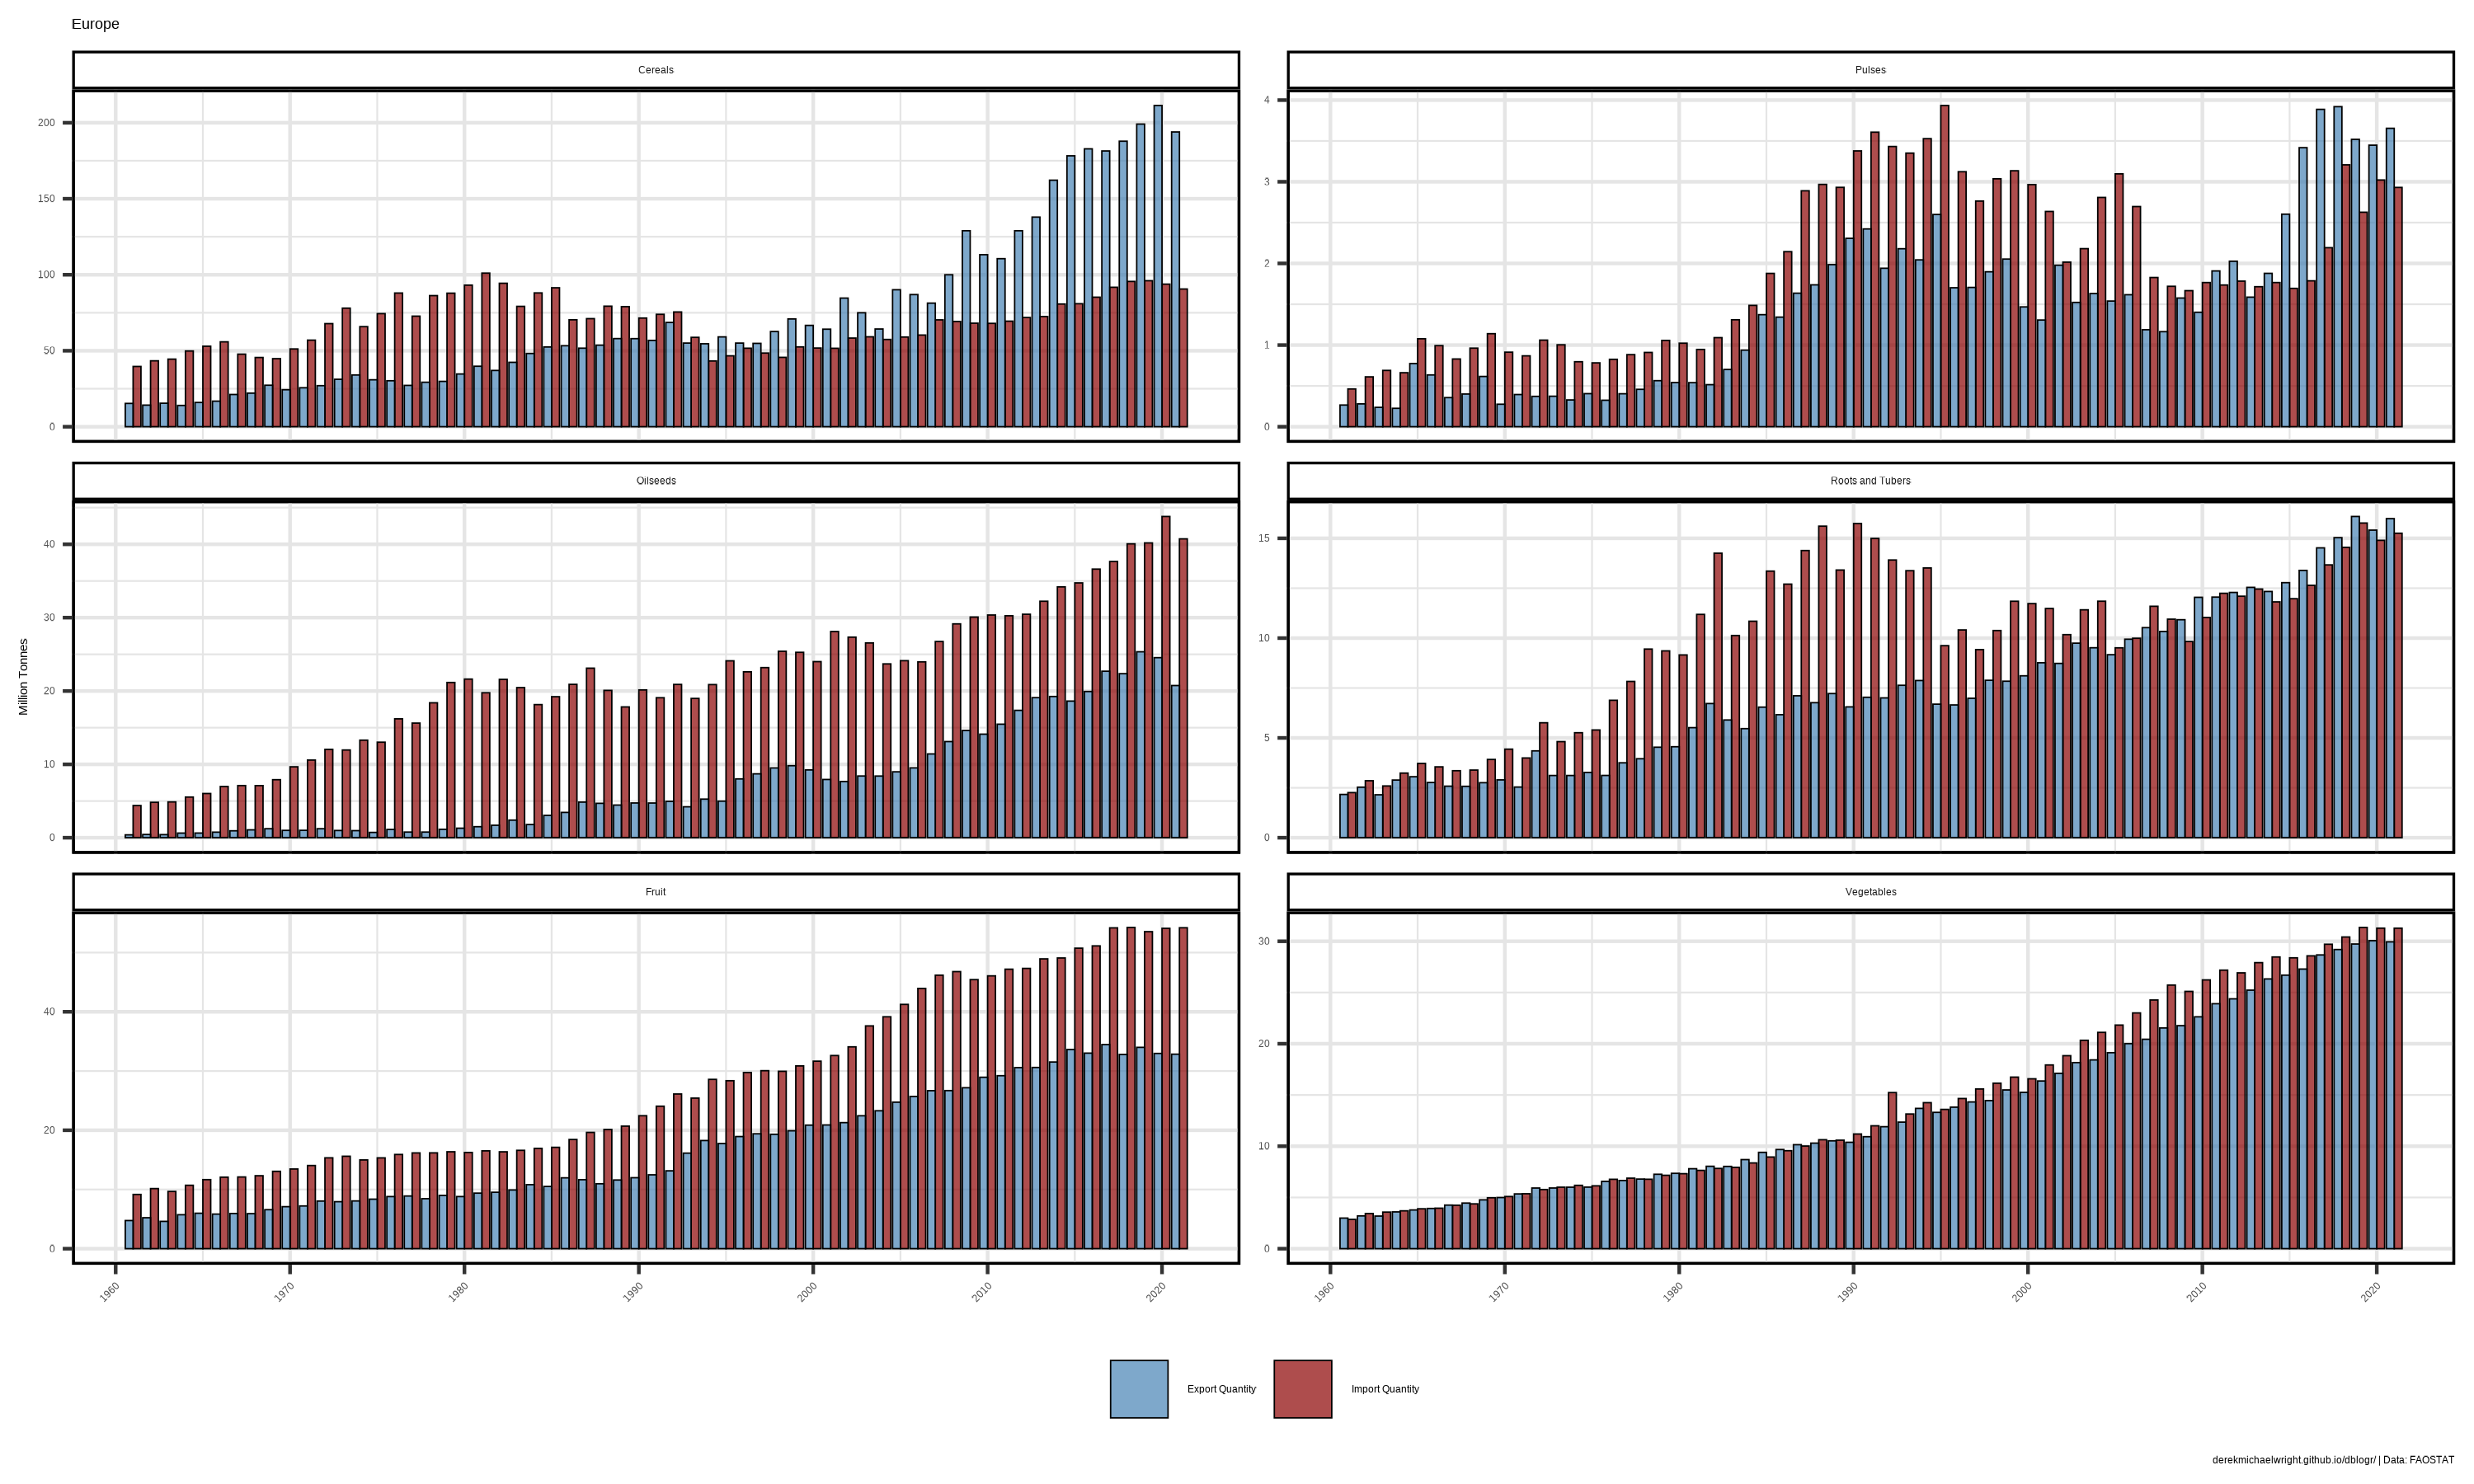 Europe
Cereals
Pulses
200
150
100
50
0
4
3
2
1
0
Oilseeds
Roots and Tubers
Million Tonnes
40
30
20
10
0
15
10
5
0
Fruit
Vegetables
40
20
0
30
20
10
0
1960 1970 1980 1990 2000 2010 2020
1960 1970 1980 1990 2000 2010 2020
Export Quantity Import Quantity
derekmichaelwright.github.io/dblogr/ | Data: FAOSTAT